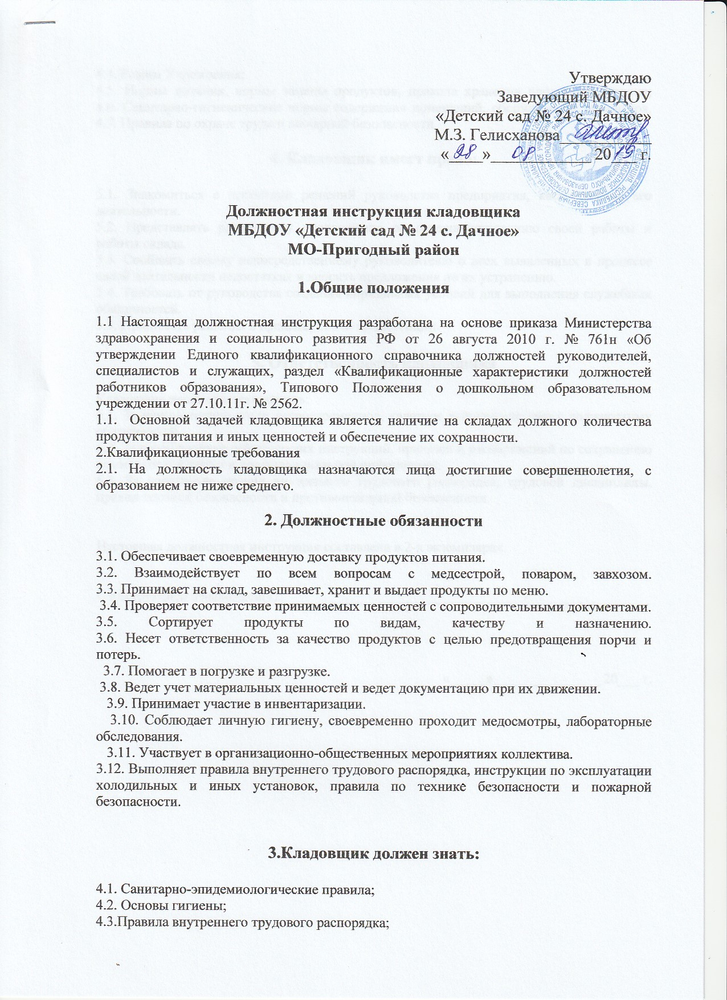 Утверждаю
Заведующий МБДОУ
«Детский сад № 24 с. Дачное»
М.З. Гелисханова
«28» 08 2019 г.
Должностная инструкция кладовщика
МБДОУ «Детский сад № 24 с. Дачное»
МО-Пригодный район
1.Общие положения
1.1 Настоящая должностная инструкция разработана на основе приказа Министерства
здравоохранения и социального развития РФ от 26 августа 2010 г. № 761н «Об
утверждении Единого квалификационного справочника должностей руководителей,
специалистов и служащих, раздел «Квалификационные характеристики должностей
работников образования», Типового Положения о дошкольном образовательном
учреждении от 27.10.11г. № 2562.
1.1. Основной задачей кладовщика является наличие на складах должного количества
продуктов питания и иных ценностей и обеспечение их сохранности.
2.Квалификационные требования
2.1. На должность кладовщика назначаются лица достигшие совершеннолетия, с
образованием не ниже среднего.
2. Должностные обязанности
3.1. Обеспечивает своевременную доставку продуктов питания.
3.2. Взаимодействует по всем вопросам с медсестрой, поваром, завхозом.
3.3. Принимает на склад, завешивает, хранит и выдает продукты по меню.
3.4. Проверяет соответствие принимаемых ценностей с сопроводительными документами.
3.5. Сортирует продукты по видам, качеству и назначению.
3.6. Несет ответственность за качество продуктов с целью предотвращения порчи и
потерь.
3.7. Помогает в погрузке и разгрузке.
3.8. Ведет учет материальных ценностей и ведет документацию при их движении.
3.9. Принимает участие в инвентаризации.
3.10. Соблюдает личную гигиену, своевременно проходит медосмотры, лабораторные
обследования.
3.11. Участвует в организационно-общественных мероприятиях коллектива.
3.12. Выполняет правила внутреннего трудового распорядка, инструкции по эксплуатации
холодильных и иных установок, правила по технике безопасности и пожарной
безопасности.
3.Кладовщик должен знать:
4.1. Санитарно-эпидемиологические правила;
4.2. Основы гигиены;
4.3.Правила внутреннего трудового распорядка;